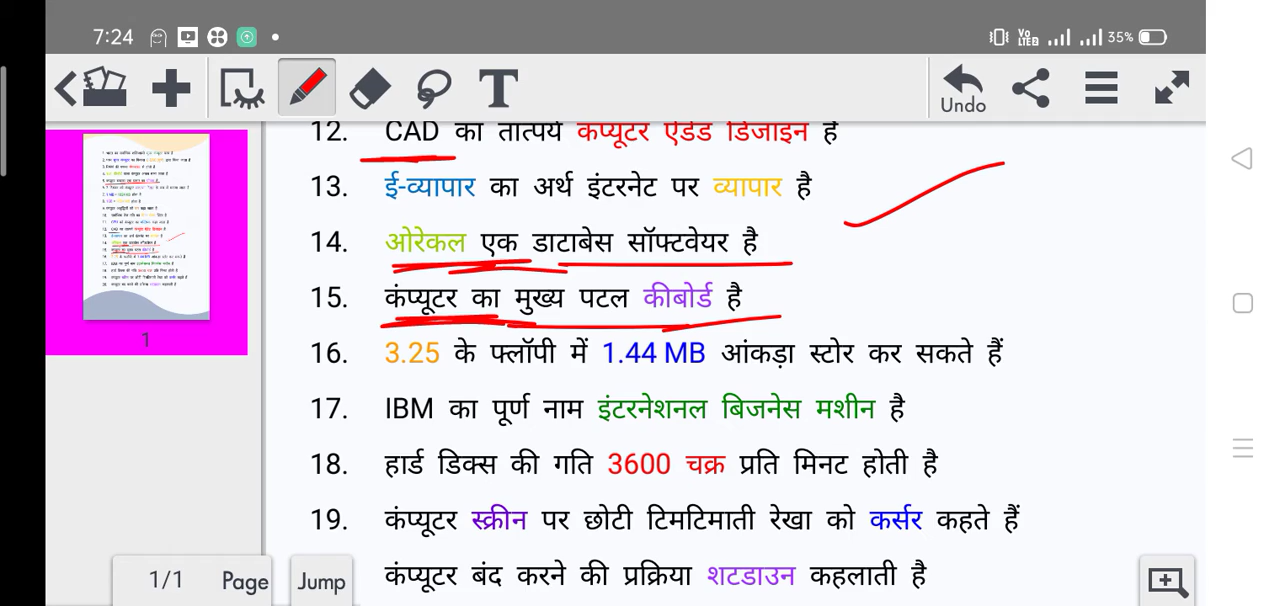 7:24 Vo LTE 35%
Undo
12. CAD का तात्पर्य कंप्यूटर ऐडेड डिजाइन है
13. ई-व्यापार का अर्थ इंटरनेट पर व्यापार है
14. ओरेकल एक डाटाबेस सॉफ्टवेयर है
15. कंप्यूटर का मुख्य पटल कीबोर्ड है
16. 3.25 के फ्लॉपी में 1.44 MB आंकड़ा स्टोर कर सकते हैं
17. IBM का पूर्ण नाम इंटरनेशनल बिजनेस मशीन है
18. हार्ड डिक्स की गति 3600 चक्र प्रति मिनट होती है
19. कंप्यूटर स्क्रीन पर छोटी टिमटिमाती रेखा को कर्सर कहते हैं
कंप्यूटर बंद करने की प्रक्रिया शटडाउन कहलाती है
1
1/1 Page Jump